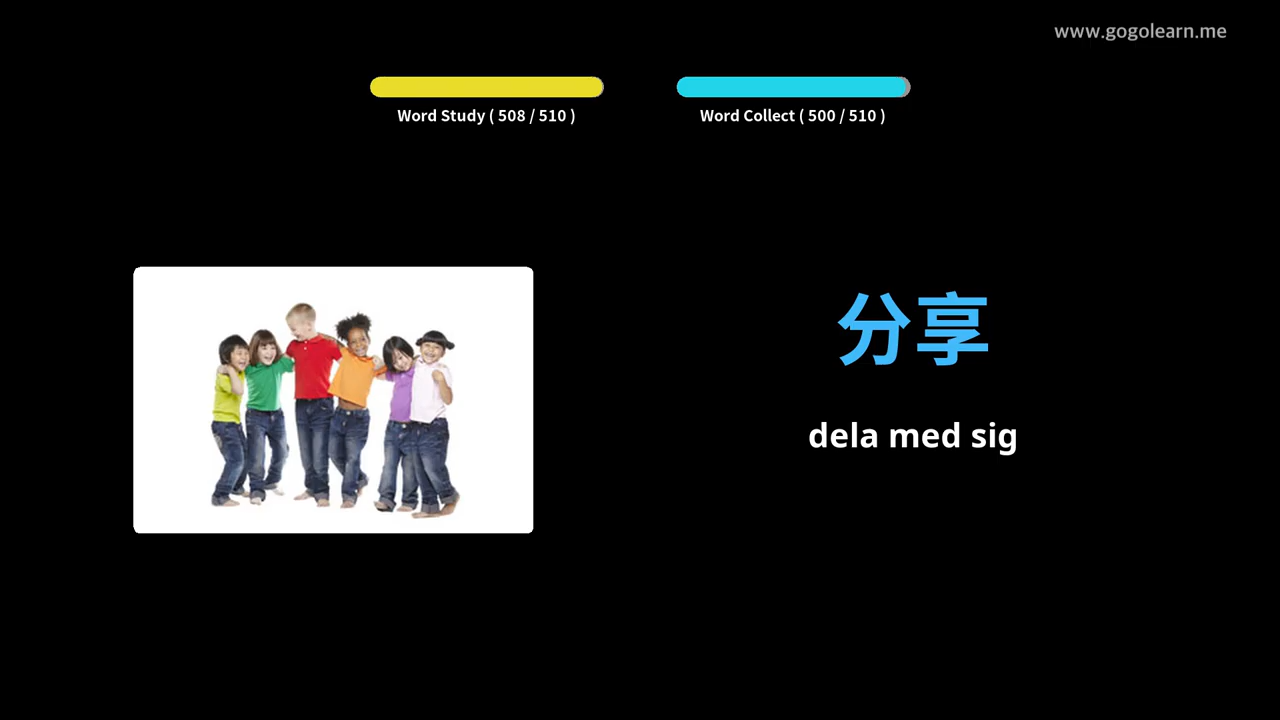 www.gogolearn.me
Word Study ( 508 / 510 )
Word Collect ( 500 / 510 )
分享
dela med sig